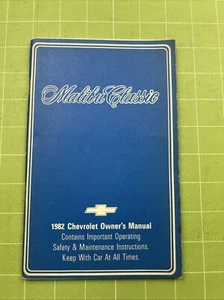 Malibu Classic
1982 Chevrolet Owner's Manual
Contains Important Operating
Safety & Maintenance Instructions.
Keep With Car At All Times.